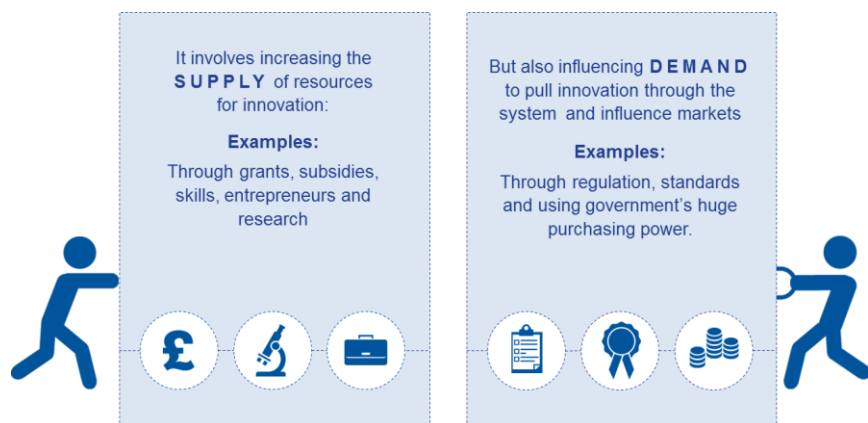 It involves increasing the
SUPPLY of resources
for innovation:
Examples:
Through grants, subsidies,
skills, entrepreneurs and
research
But also influencing DEMAND
to pull innovation through the
system and influence markets
Examples:
Through regulation, standards
and using government's huge
purchasing power.
£